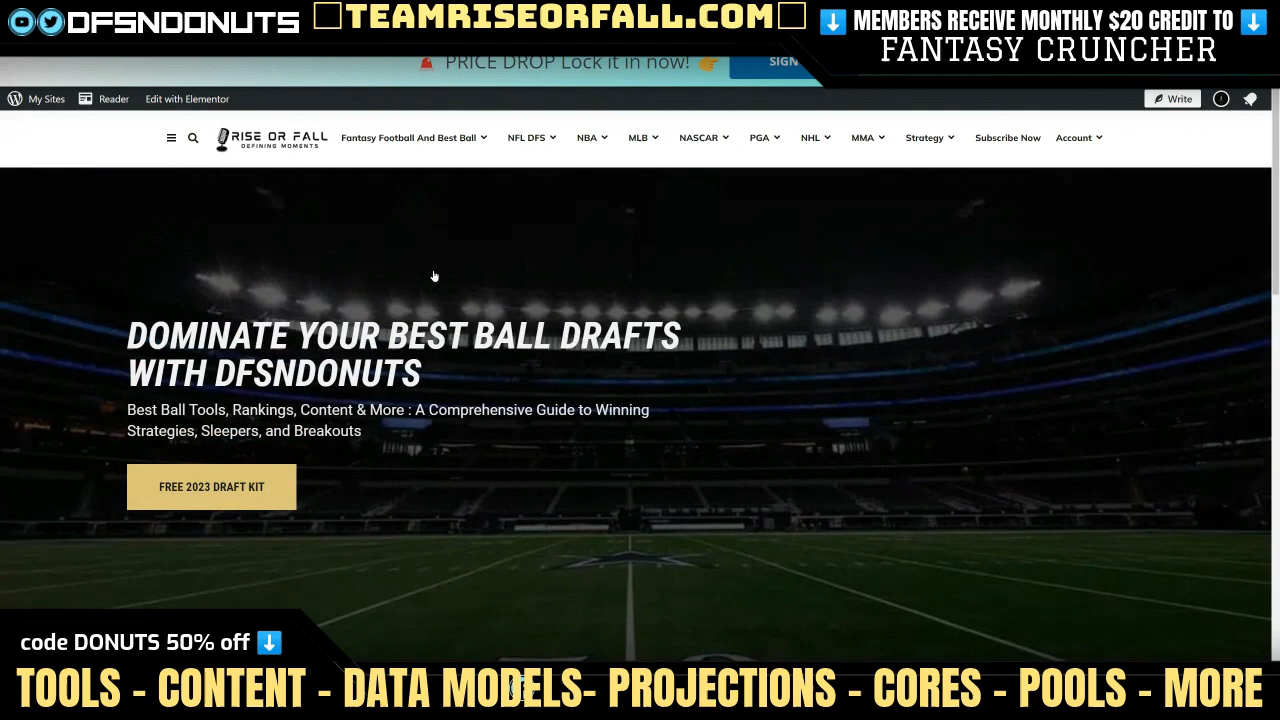 DFSNDONUTS
TEAMRISEORFALL.COM
MEMBERS RECEIVE MONTHLY $20 CREDIT TO
FANTASY CRUNCHER
PRICE DROP Lock it in now!
SIGN
My Sites Reader Edit with Elementor Write
RISE OR FALL
DEFINING MOMENTS
Fantasy Football And Best Ball NFL DFS NBA MLB NASCAR PGA NHL MMA Strategy Subscribe Now Account
DOMINATE YOUR BEST BALL DRAFTS
WITH DFSNDONUTS
Best Ball Tools, Rankings, Content & More : A Comprehensive Guide to Winning
Strategies, Sleepers, and Breakouts
FREE 2023 DRAFT KIT
code DONUTS 50% off
TOOLS - CONTENT - DATA MODELS- PROJECTIONS - CORES - POOLS - MORE